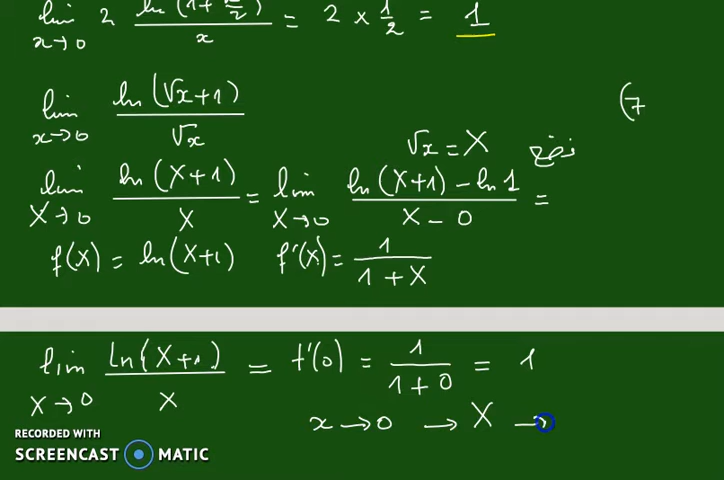 lim x→0 2 ln(1+x/2)/x = 2 × 1/2 = 1
lim x→0 ln(√x+1)/√x (7
√x = X نضع
lim X→0 ln(X+1)/X = lim X→0 ln(X+1) − ln 1/X − 0 =
f(X) = ln(X+1) f'(X) = 1/1+X
lim X→0 ln(X+1)/X = f'(0) = 1/1+0 = 1
x→0 → X →
RECORDED WITH
SCREENCAST MATIC